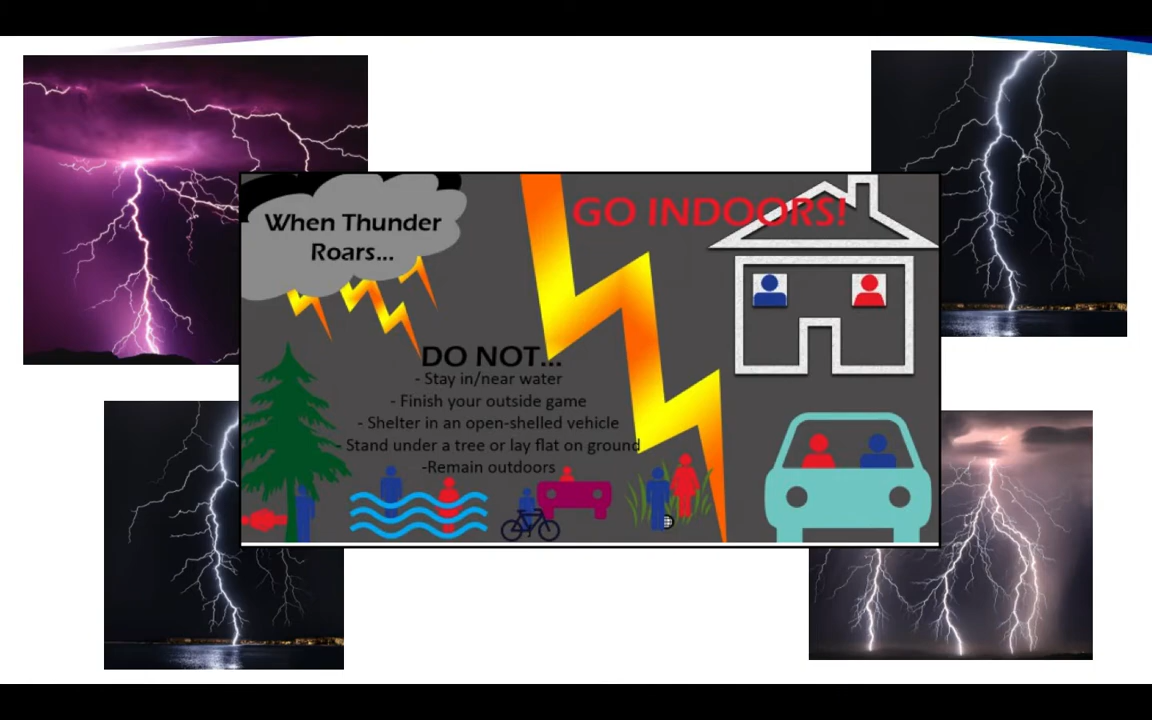 When Thunder
Roars...
GO INDOORS!
DO NOT...
- Stay in/near water
- Finish your outside game
- Shelter in an open-shelled vehicle
- Stand under a tree or lay flat on ground
-Remain outdoors